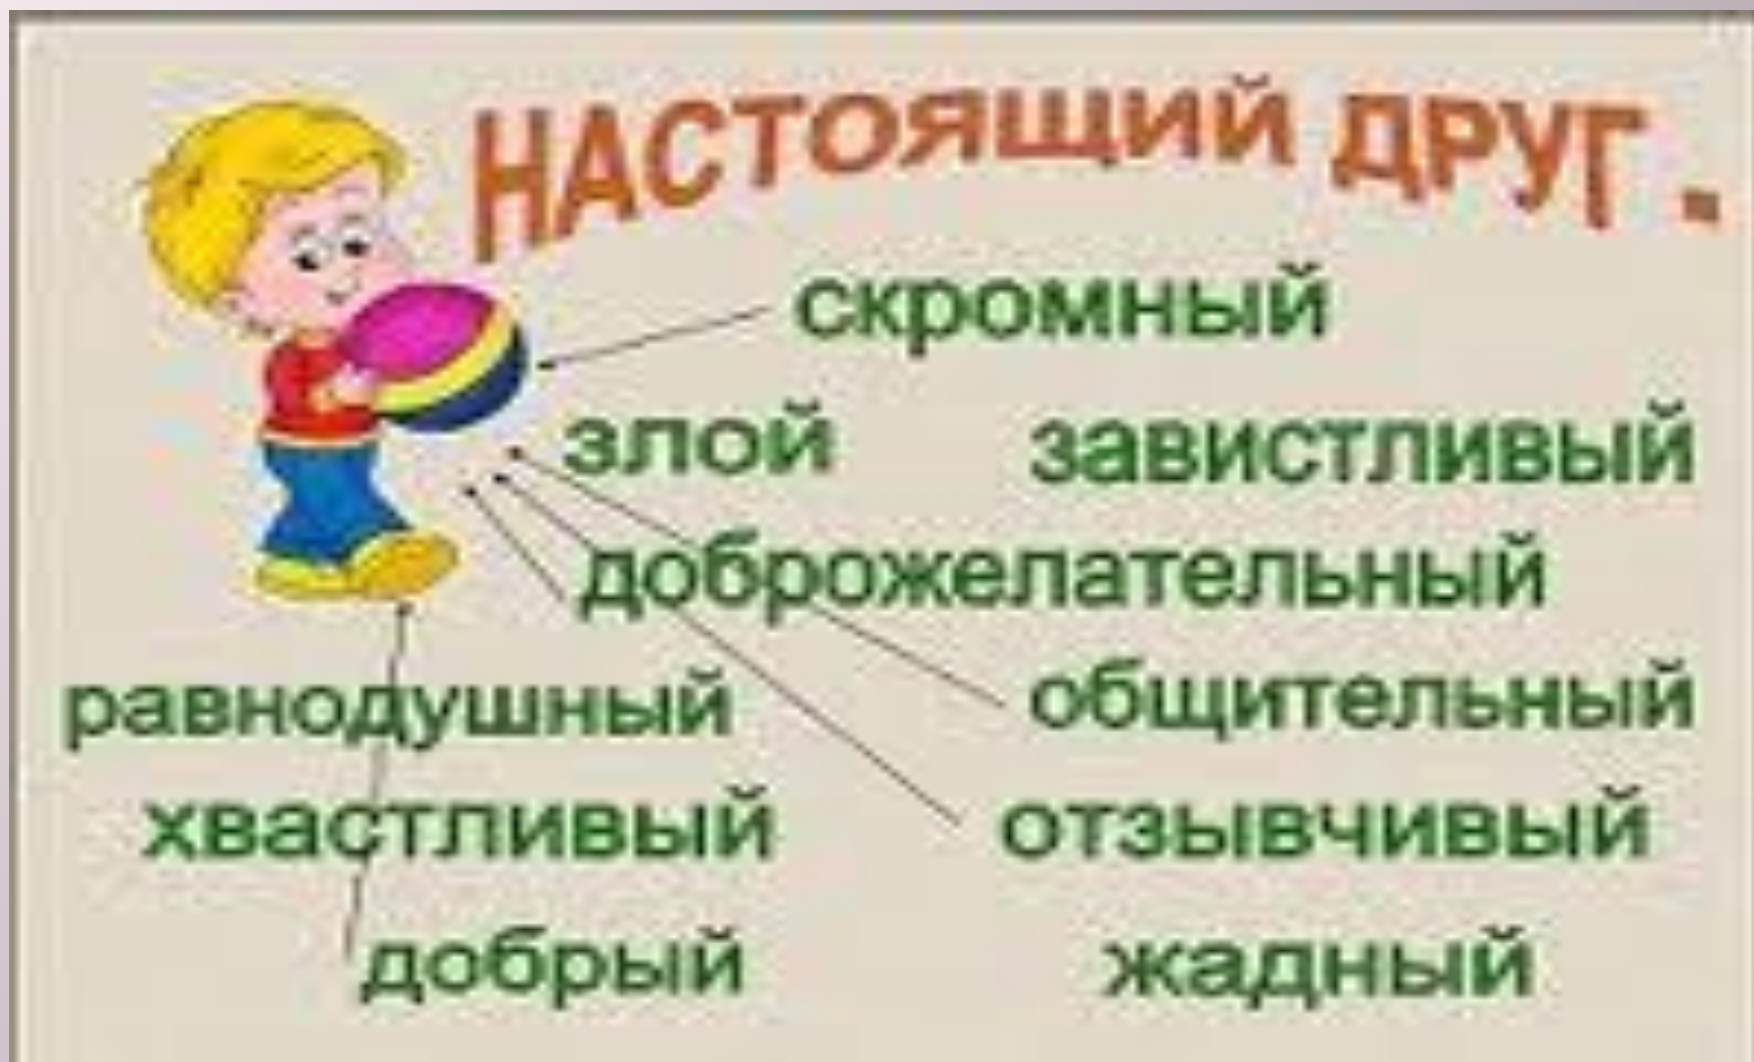 НАСТОЯЩИЙ ДРУГ.
скромный
злой завистливый
доброжелательный
равнодушный общительный
хвастливый отзывчивый
добрый жадный